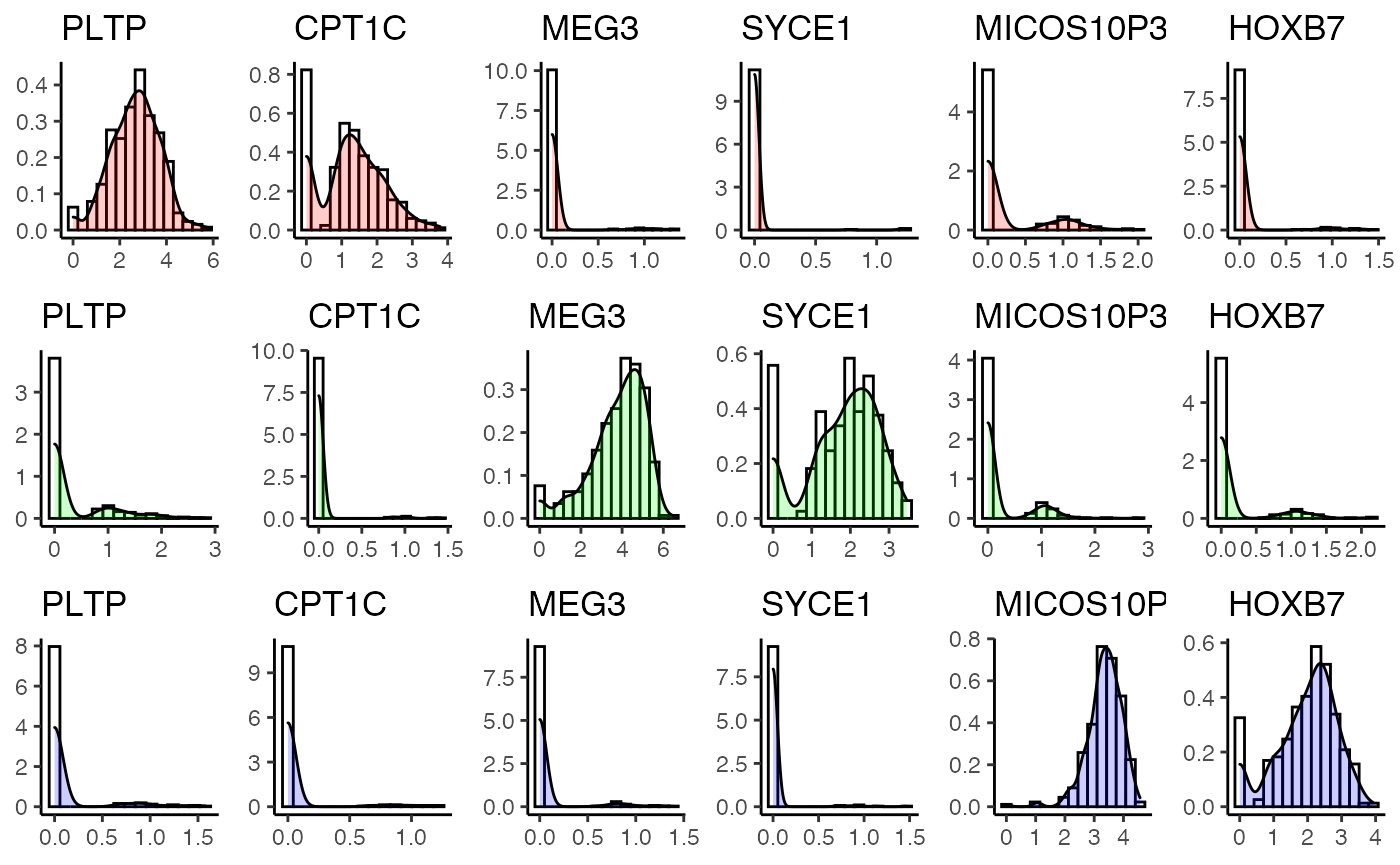 PLTP CPT1C MEG3 SYCE1 MICOS10P3 HOXB7
0.4 0.8 10.0 9 4 7.5
0.3 0.6 7.5 6 2 5.0
0.2 0.4 5.0 3 0 2.5
0.1 0.2 2.5 0 0.0
0.0 0.0 0.0
0 2 4 6 0 1 2 3 4 0.0 0.5 1.0 0.0 0.5 1.0 0.0 0.5 1.0 1.5 2.0 0.0 0.5 1.0 1.5
PLTP CPT1C MEG3 SYCE1 MICOS10P3 HOXB7
3 10.0 0.3 0.6 4 4
2 7.5 0.2 0.4 3 2
1 5.0 0.1 0.2 2 0
0 2.5 0.0 0.0 1
0.0 0
0 1 2 3 0.0 0.5 1.0 1.5 0 2 4 6 0 1 2 3 0 1 2 3 0.0 0.5 1.0 1.5 2.0
PLTP CPT1C MEG3 SYCE1 MICOS10P HOXB7
8 9 7.5 7.5 0.8 0.6
6 6 5.0 5.0 0.6 0.4
4 3 2.5 2.5 0.4 0.2
2 0 0.0 0.0 0.2 0.0
0 0.0
0.0 0.5 1.0 1.5 0.0 0.5 1.0 0.0 0.5 1.0 1.5 0.0 0.5 1.0 1.5 0 1 2 3 4 0 1 2 3 4